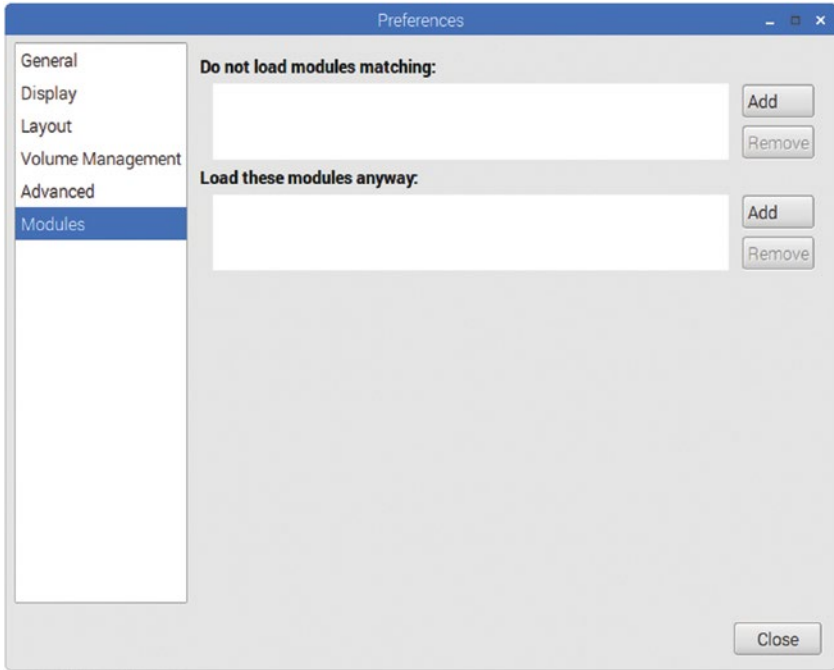 Preferences
General
Display
Layout
Volume Management
Advanced
Modules
Do not load modules matching:
Add
Remove
Load these modules anyway:
Add
Remove
Close